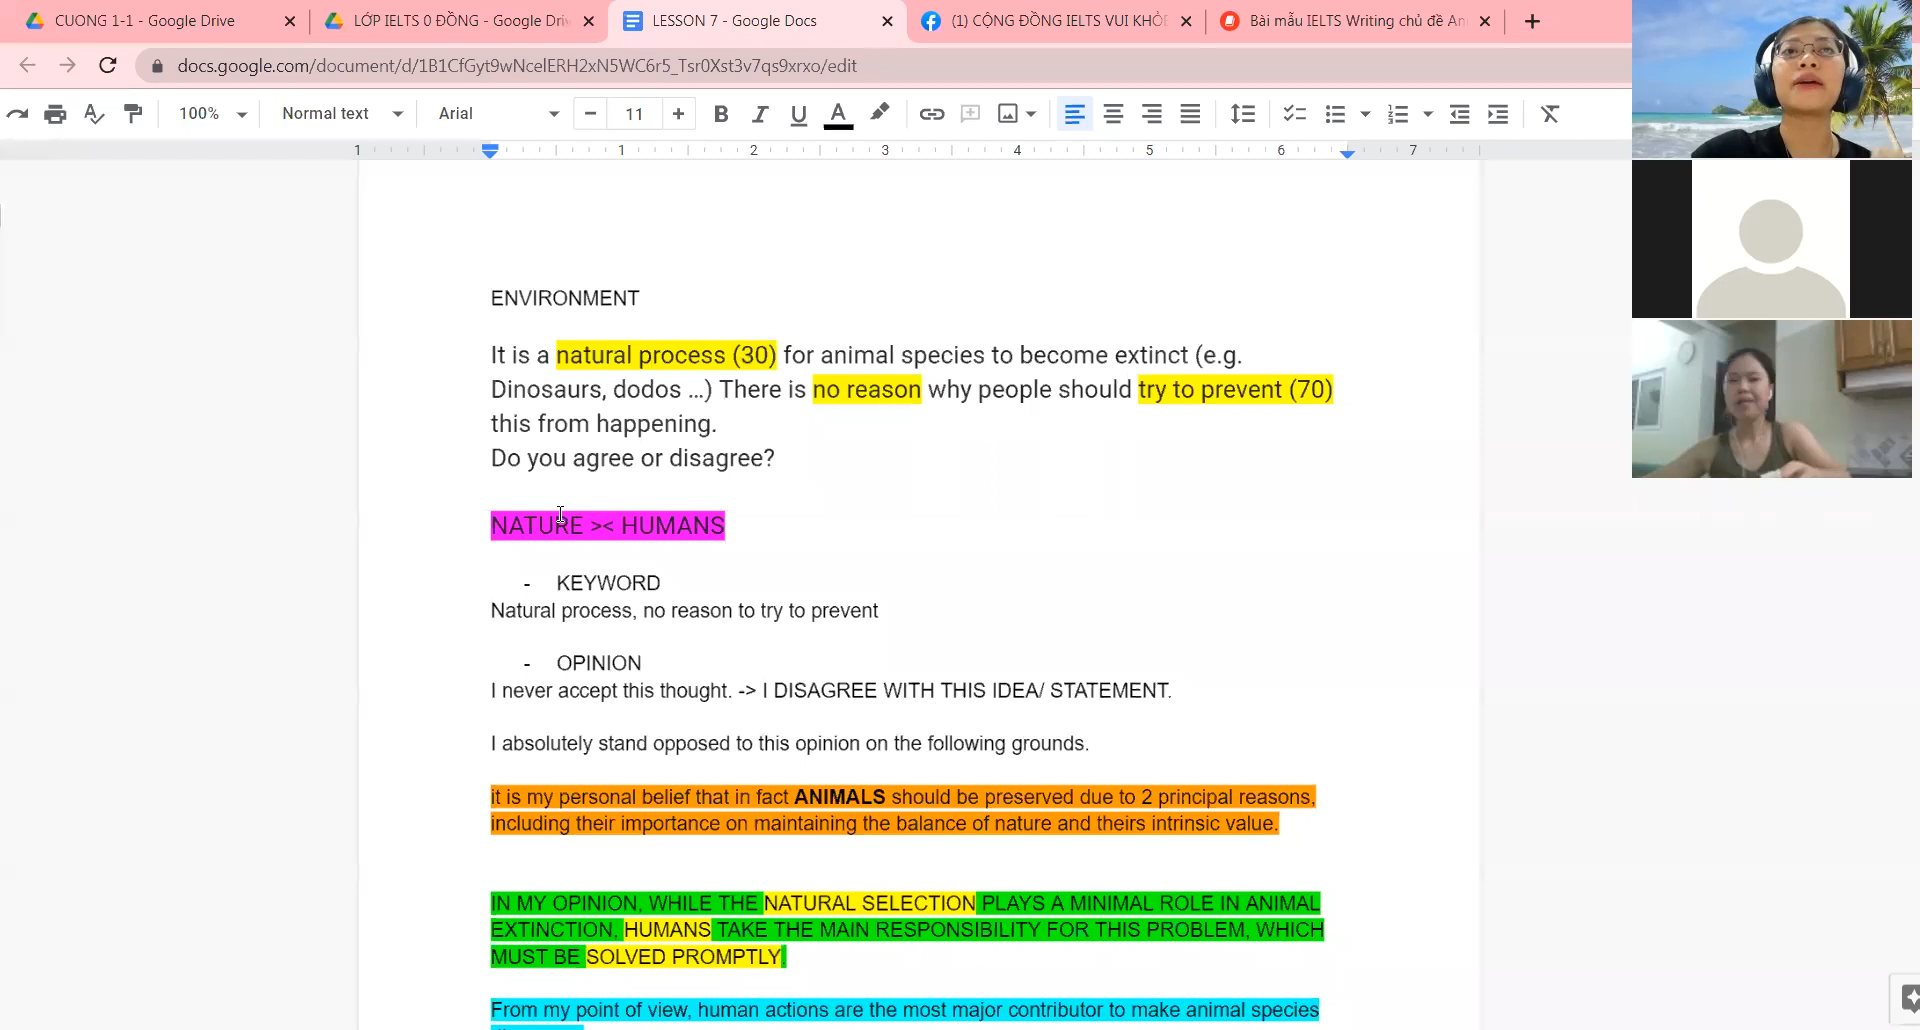 CUONG 1-1 - Google Drive
LỚP IELTS 0 ĐỒNG - Google Driv
LESSON 7 - Google Docs
(1) CỘNG ĐỒNG IELTS VUI KHỎE
Bài mẫu IELTS Writing chủ đề An
docs.google.com/document/d/1B1CfGyt9wNcelERH2xN5WC6r5_Tsr0Xst3v7qs9xrxo/edit
100% Normal text Arial 11 B I U A
1 1 2 3 4 5 6 7
ENVIRONMENT
It is a natural process (30) for animal species to become extinct (e.g.
Dinosaurs, dodos ...) There is no reason why people should try to prevent (70)
this from happening.
Do you agree or disagree?
NATURE >< HUMANS
- KEYWORD
Natural process, no reason to try to prevent
- OPINION
I never accept this thought. -> I DISAGREE WITH THIS IDEA/ STATEMENT.
I absolutely stand opposed to this opinion on the following grounds.
it is my personal belief that in fact ANIMALS should be preserved due to 2 principal reasons,
including their importance on maintaining the balance of nature and theirs intrinsic value.
IN MY OPINION, WHILE THE NATURAL SELECTION PLAYS A MINIMAL ROLE IN ANIMAL
EXTINCTION, HUMANS TAKE THE MAIN RESPONSIBILITY FOR THIS PROBLEM, WHICH
MUST BE SOLVED PROMPTLY.
From my point of view, human actions are the most major contributor to make animal species